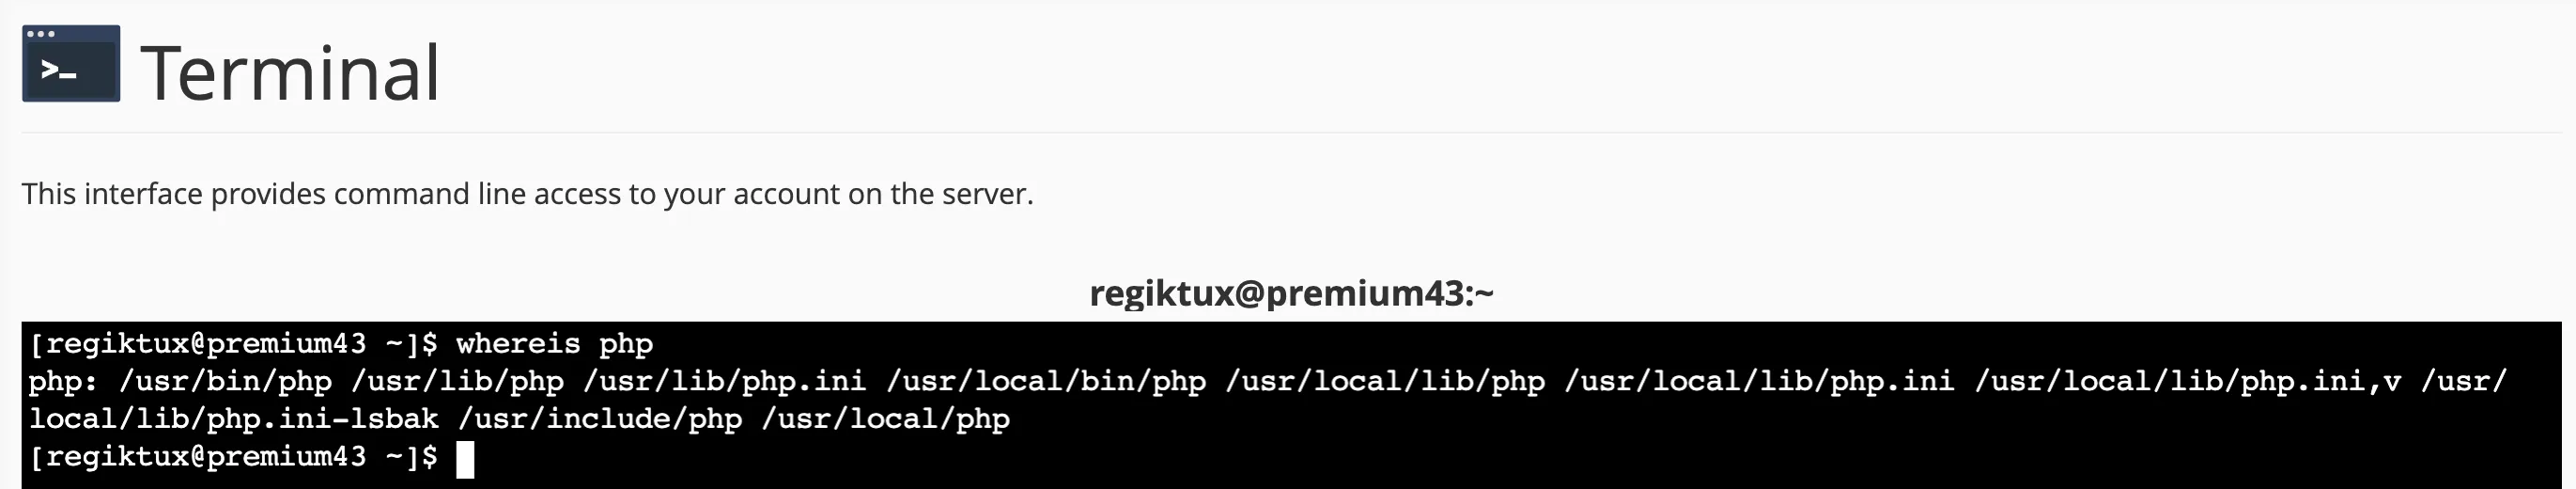 >_ Terminal
This interface provides command line access to your account on the server.
regiktux@premium43:~
[regiktux@premium43 ~]$ whereis php
php: /usr/bin/php /usr/lib/php /usr/lib/php.ini /usr/local/bin/php /usr/local/lib/php /usr/local/lib/php.ini /usr/local/lib/php.ini,v /usr/
local/lib/php.ini-lsbak /usr/include/php /usr/local/php
[regiktux@premium43 ~]$